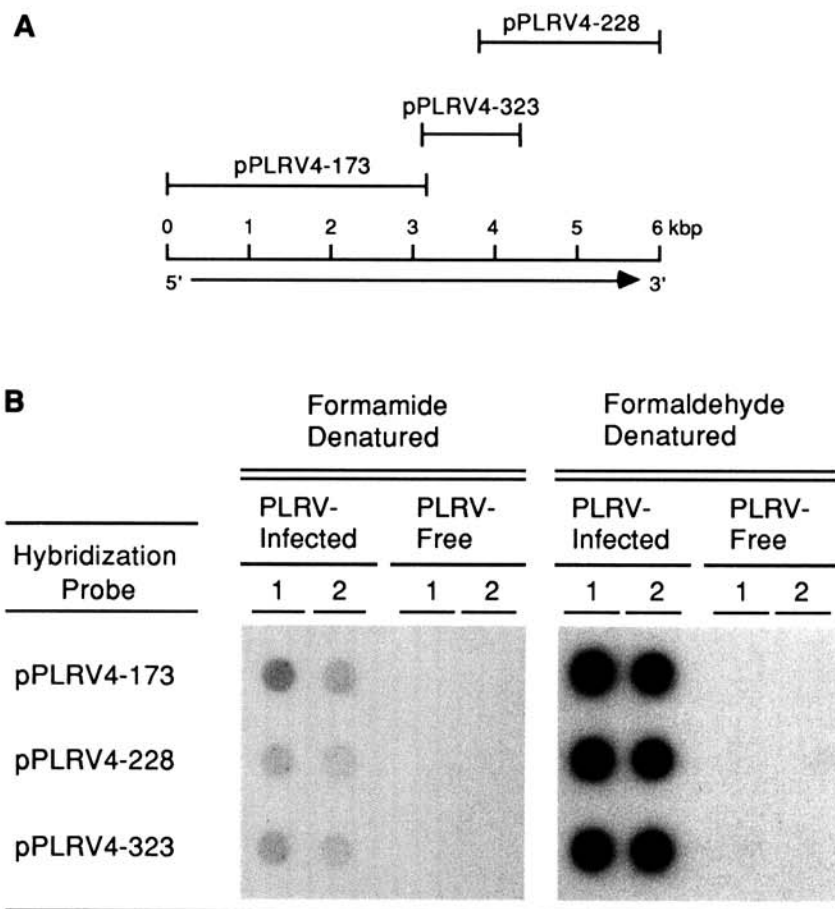 A
pPLRV4-228
pPLRV4-323
pPLRV4-173
0 1 2 3 4 5 6 kbp
5' 3'
B
Formamide Denatured
Formaldehyde Denatured
PLRV-Infected
PLRV-Free
PLRV-Infected
PLRV-Free
Hybridization Probe
1 2 1 2 1 2 1 2
pPLRV4-173
pPLRV4-228
pPLRV4-323